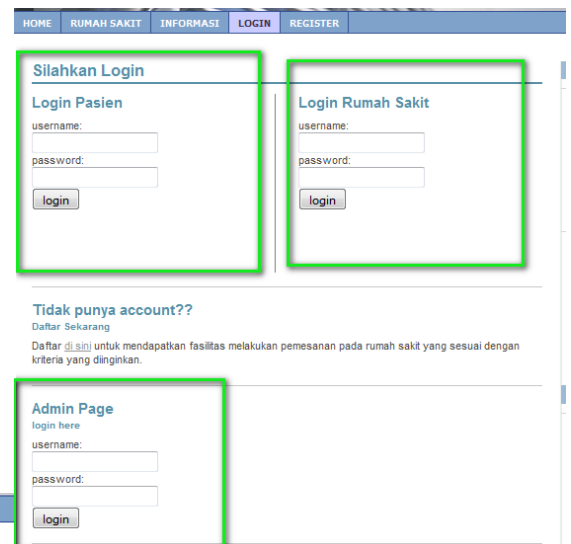 HOME RUMAH SAKIT INFORMASI LOGIN REGISTER
Silahkan Login
Login Pasien
username:
password:
login
Login Rumah Sakit
username:
password:
login
Tidak punya account??
Daftar Sekarang
Daftar di sini untuk mendapatkan fasilitas melakukan pemesanan pada rumah sakit yang sesuai dengan
kriteria yang diinginkan.
Admin Page
login here
username:
password:
login